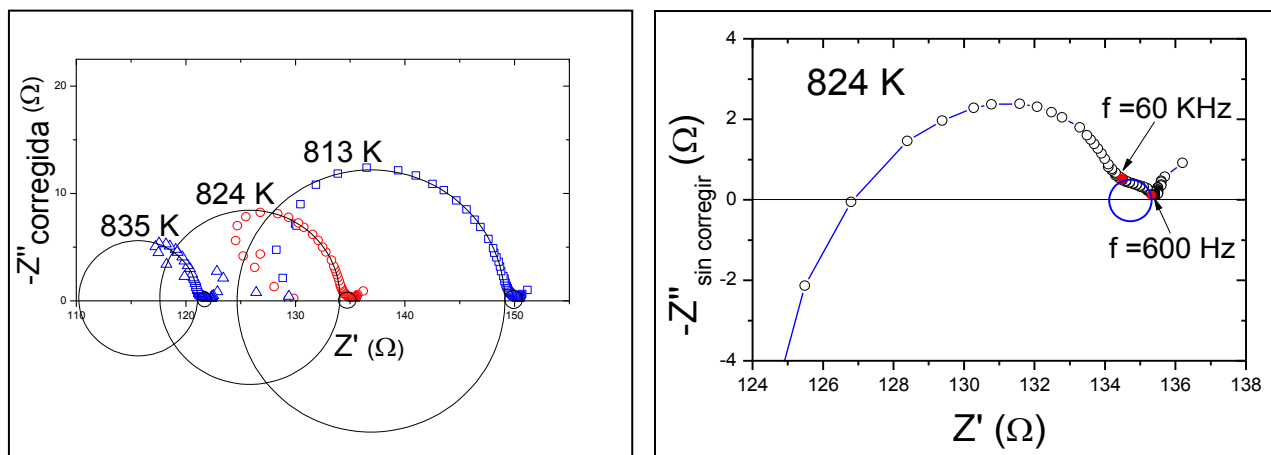 -Z" corregida (Ω)
20
10
0
813 K
824 K
835 K
110
120
130
140
150
Z' (Ω)
-Z" sin corregir (Ω)
4
2
0
-2
-4
824 K
f =60 KHz
f=600 Hz
124
126
128
130
132
134
136
138
Z' (Ω)